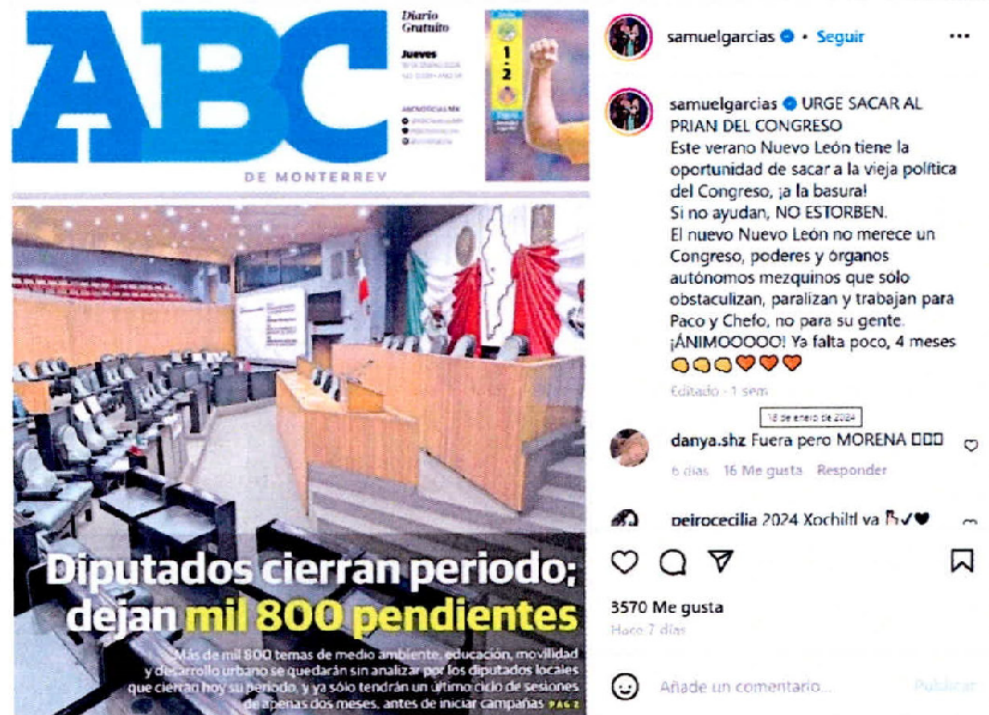 ABC
DE MONTERREY
Diario
Gratuito
Jueves
ABCNOTICIAS.MX
1
-
2
Diputados cierran periodo;
dejan mil 800 pendientes
Más de mil 800 temas de medio ambiente, educación, movilidad
y desarrollo urbano se quedarán sin analizar por los diputados locales
que cierran hoy su periodo, y ya sólo tendrán un último ciclo de sesiones
de apenas dos meses, antes de iniciar campañas PÁG 2
samuelgarcias • Seguir
samuelgarcias URGE SACAR AL
PRIAN DEL CONGRESO
Este verano Nuevo León tiene la
oportunidad de sacar a la vieja política
del Congreso, ¡a la basura!
Si no ayudan, NO ESTORBEN.
El nuevo Nuevo León no merece un
Congreso, poderes y órganos
autónomos mezquinos que sólo
obstaculizan, paralizan y trabajan para
Paco y Chefo, no para su gente.
¡ÁNIMOOOOO! Ya falta poco, 4 meses
Editado · 1 sem
18 de enero de 2024
danya.shz Fuera pero MORENA
6 días 16 Me gusta Responder
peirocecilia 2024 Xochiltl va
3570 Me gusta
Hace 7 días
Añade un comentario...
Publicar